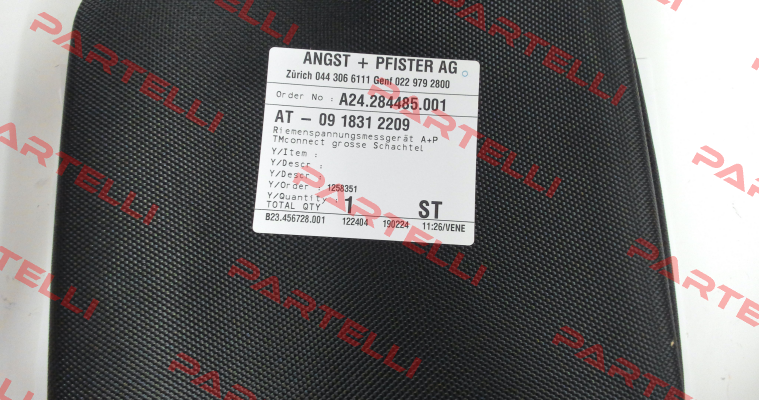 ANGST + PFISTER AG
Zürich 044 306 6111 Genf 022 979 2800
Order No : A24.284485.001
AT - 09 1831 2209
Riemenspannungsmessgerät A+P
TMconnect grosse Schachtel
Y/Item :
Y/Descr :
Y/Descr :
Y/Order : 1258351
Y/Quantity : 1 ST
TOTAL QTY
B23.456728.001 122404 190224 11:26/VENE
PARTELLI
PARTELLI
PARTELLI
PARTELLI
PARTELLI
PARTELLI
PARTELLI
PARTELLI
PARTELLI
PARTELLI
PARTELLI